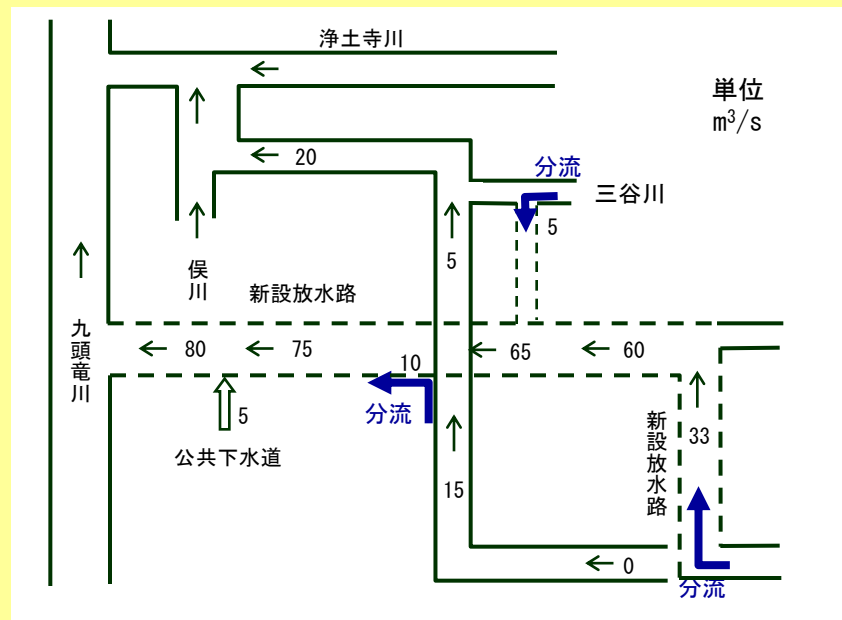 浄土寺川
単位
m³/s
分流
三谷川
20
5
5
俣川
新設放水路
九頭竜川
80
75
10
65
60
分流
5
公共下水道
新設放水路
33
15
0
分流